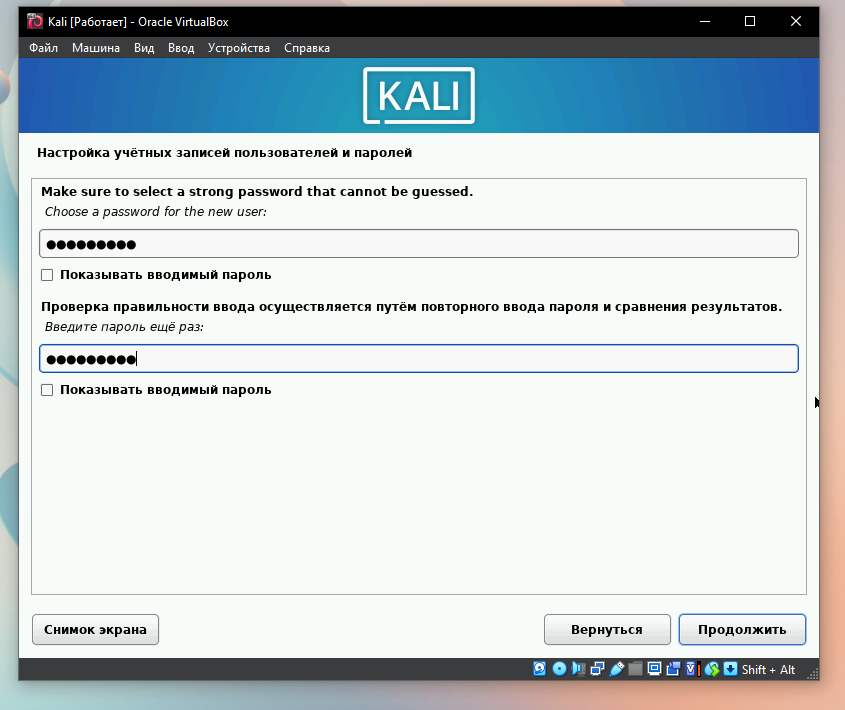 Kali [Работает] - Oracle VirtualBox
Файл Машина Вид Ввод Устройства Справка
KALI
Настройка учётных записей пользователей и паролей
Make sure to select a strong password that cannot be guessed.
Choose a password for the new user:
●●●●●●●●●
Показывать вводимый пароль
Проверка правильности ввода осуществляется путём повторного ввода пароля и сравнения результатов.
Введите пароль ещё раз:
●●●●●●●●●
Показывать вводимый пароль
Снимок экрана Вернуться Продолжить
Shift + Alt